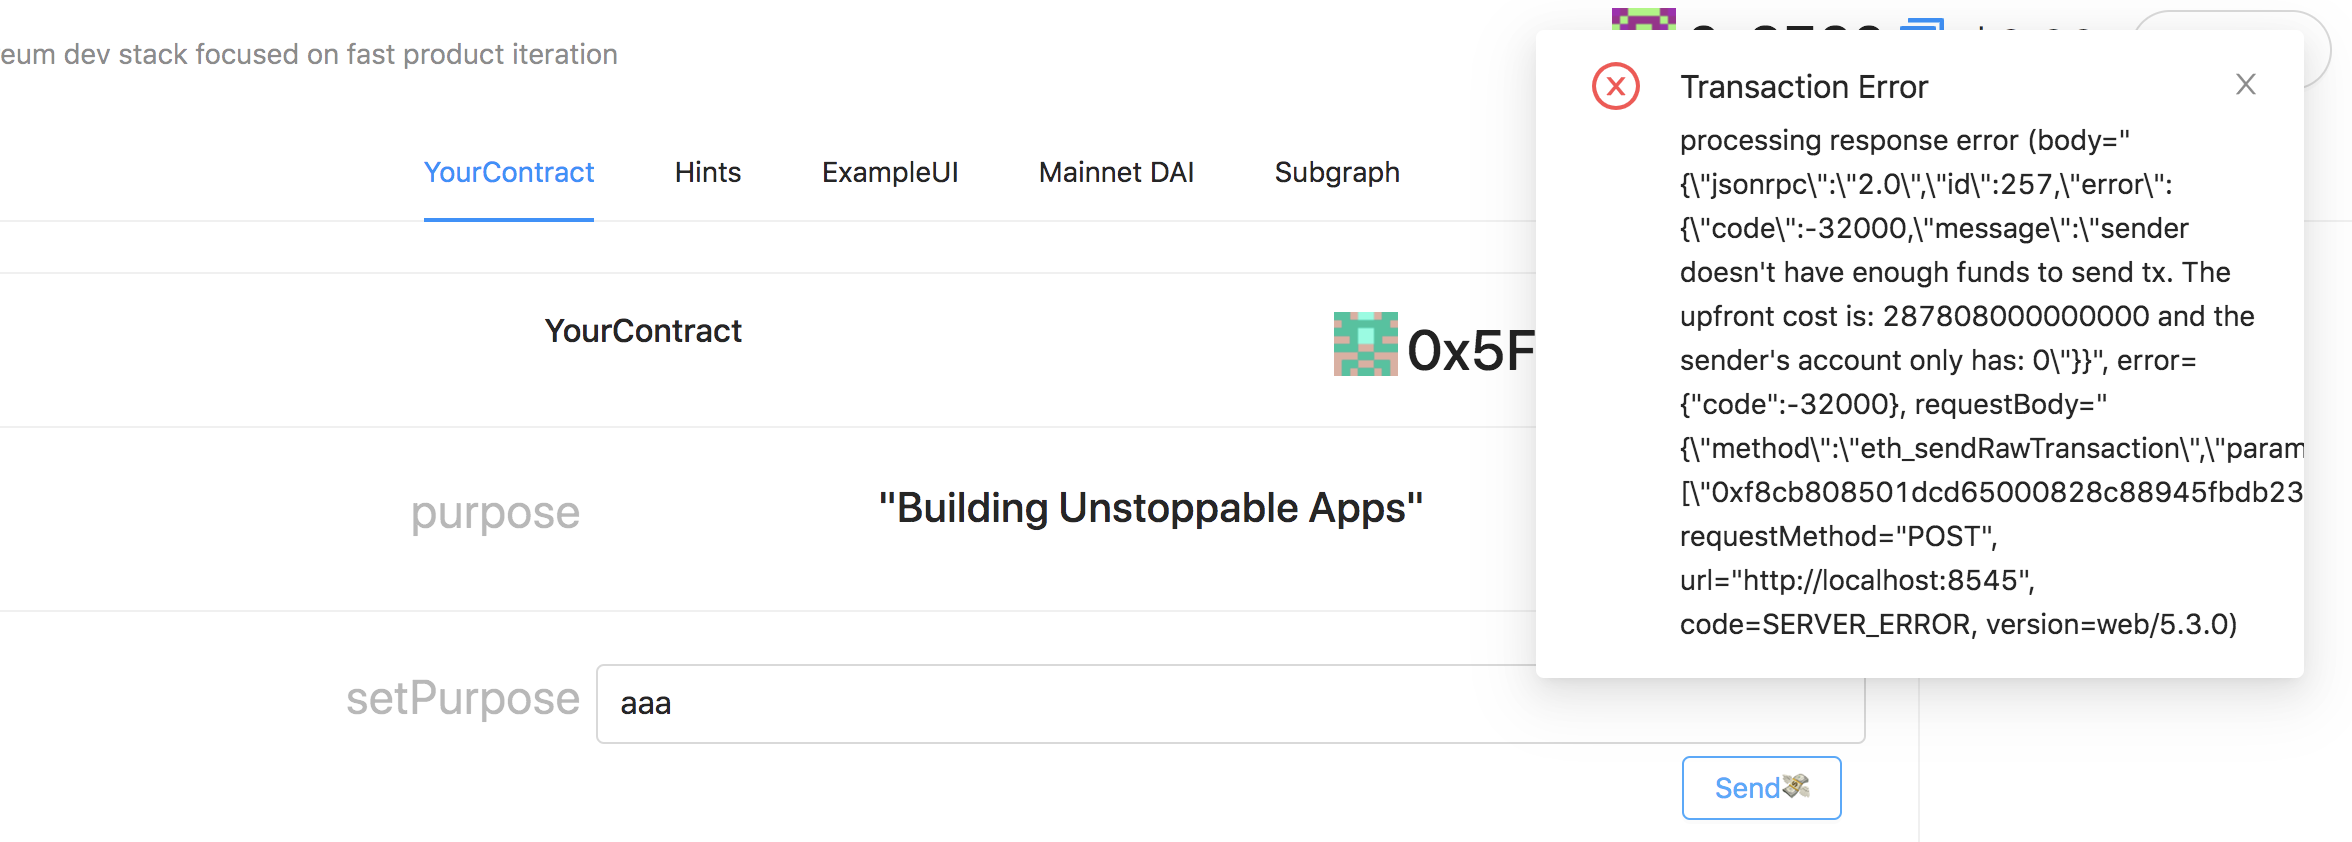 eum dev stack focused on fast product iteration
YourContract Hints ExampleUI Mainnet DAI Subgraph
Transaction Error
processing response error (body="
{\"jsonrpc\":\"2.0\",\"id\":257,\"error\":
{\"code\":-32000,\"message\":\"sender
doesn't have enough funds to send tx. The
upfront cost is: 287808000000000 and the
sender's account only has: 0\"}}", error=
{"code":-32000}, requestBody="
{\"method\":\"eth_sendRawTransaction\",\"param
[\"0xf8cb808501dcd65000828c88945fbdb23
requestMethod="POST",
url="http://localhost:8545",
code=SERVER_ERROR, version=web/5.3.0)
YourContract
0x5F
purpose
"Building Unstoppable Apps"
setPurpose
aaa
Send💸